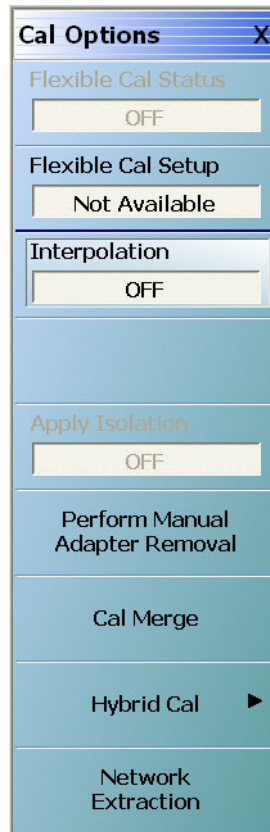 Cal Options X
Flexible Cal Status
OFF
Flexible Cal Setup
Not Available
Interpolation
OFF
Apply Isolation
OFF
Perform Manual
Adapter Removal
Cal Merge
Hybrid Cal
Network
Extraction